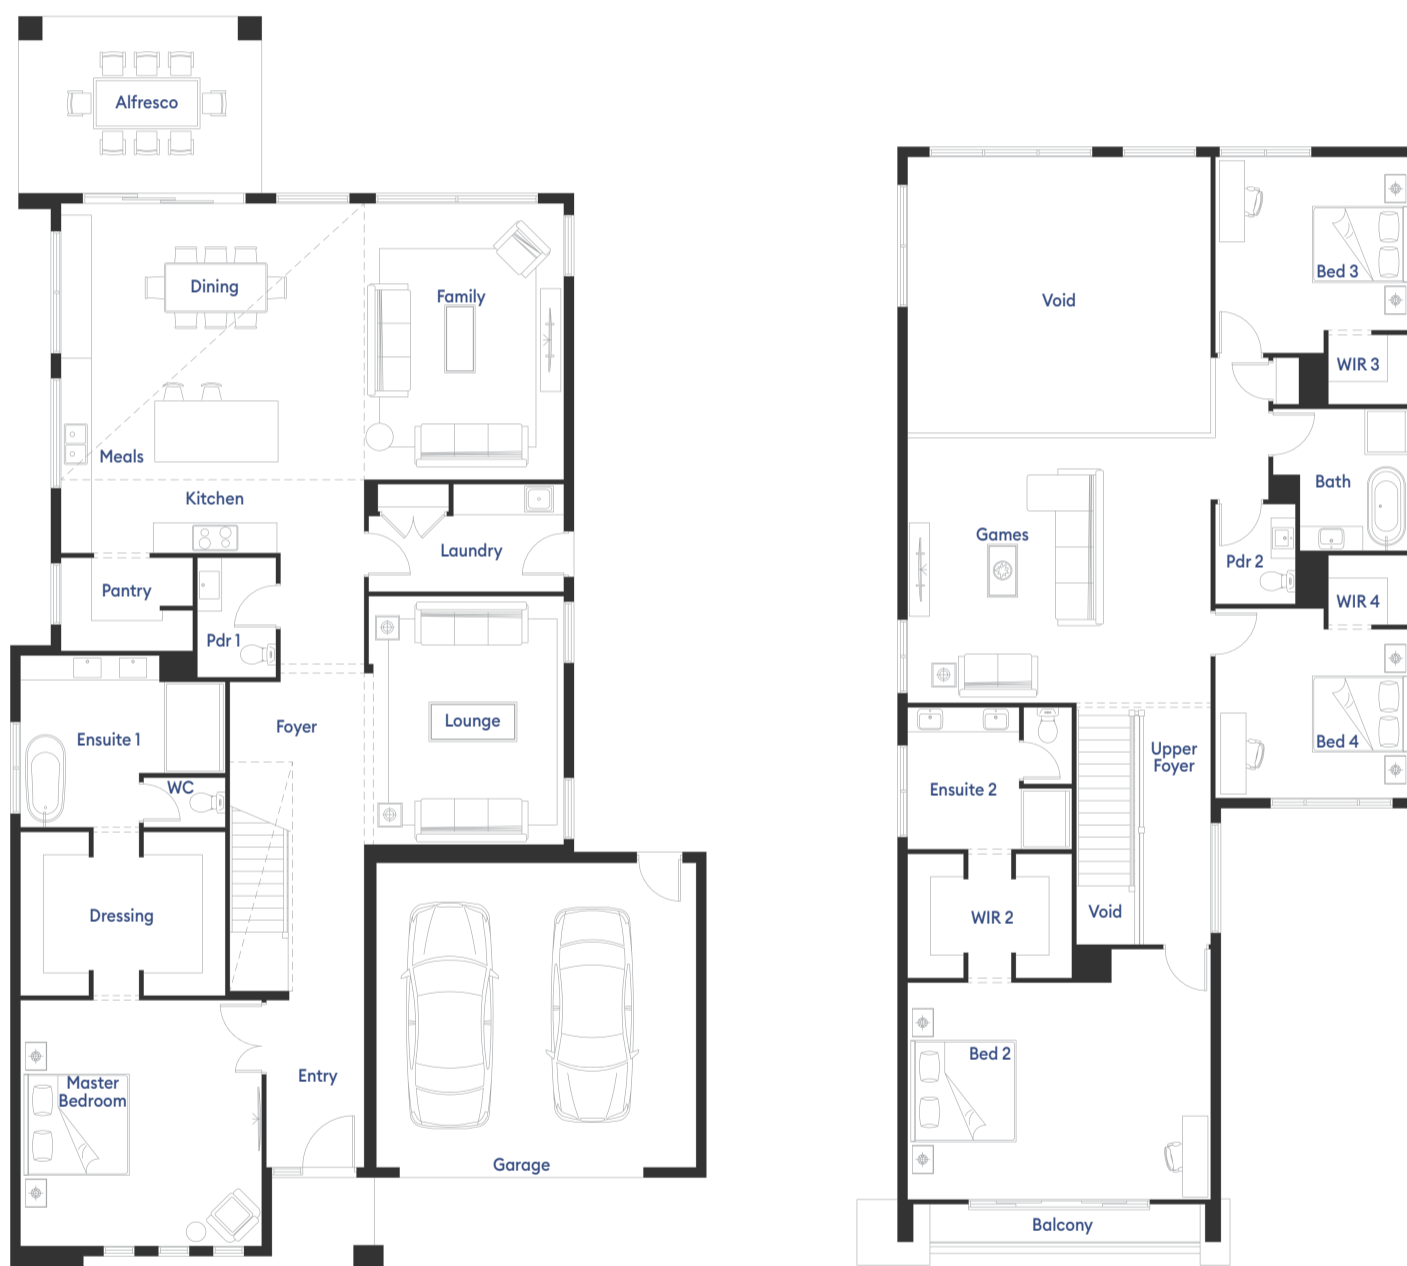 Alfresco
Dining
Family
Meals
Kitchen
Laundry
Pantry
Pdr 1
Foyer
Lounge
Ensuite 1
WC
Dressing
Master
Bedroom
Entry
Garage
Void
Bed 3
WIR 3
Bath
Games
Pdr 2
WIR 4
Bed 4
Upper
Foyer
Ensuite 2
WIR 2
Void
Bed 2
Balcony